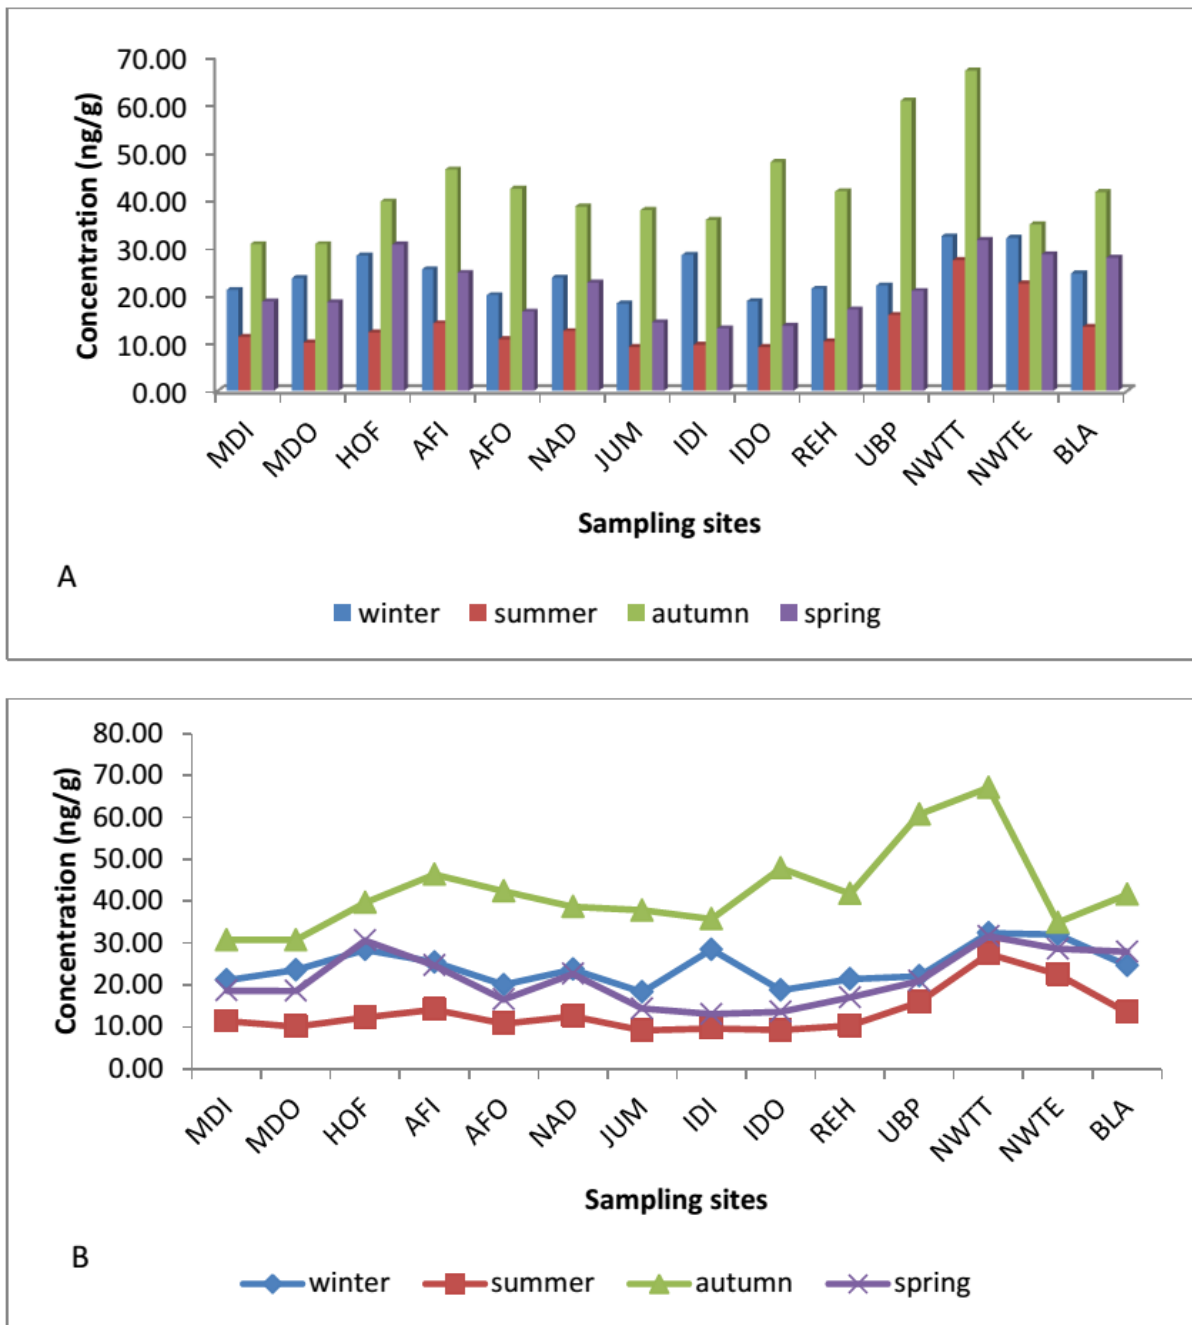 70.00
60.00
50.00
40.00
30.00
20.00
10.00
0.00
Concentration (ng/g)
MDI MDO HOF AFI AFO NAD JUM IDI IDO REH UBP NWTT NWTE BLA
Sampling sites
A
winter summer autumn spring
80.00
70.00
60.00
50.00
40.00
30.00
20.00
10.00
0.00
Concentration (ng/g)
MDI MDO HOF AFI AFO NAD JUM IDI IDO REH UBP NWTT NWTE BLA
Sampling sites
B
winter summer autumn spring